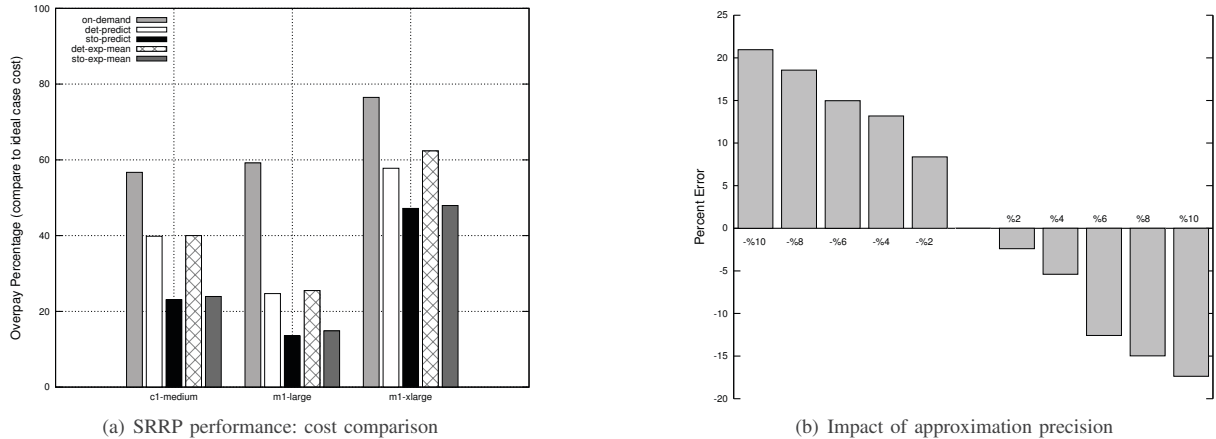 100
80
60
40
20
0
Overpay Percentage (compare to ideal case cost)
on-demand
det-predict
sto-predict
det-exp-mean
sto-exp-mean
c1-medium
m1-large
m1-xlarge
(a) SRRP performance: cost comparison
25
20
15
10
5
0
-5
-10
-15
-20
Percent Error
-%10
-%8
-%6
-%4
-%2
%2
%4
%6
%8
%10
(b) Impact of approximation precision